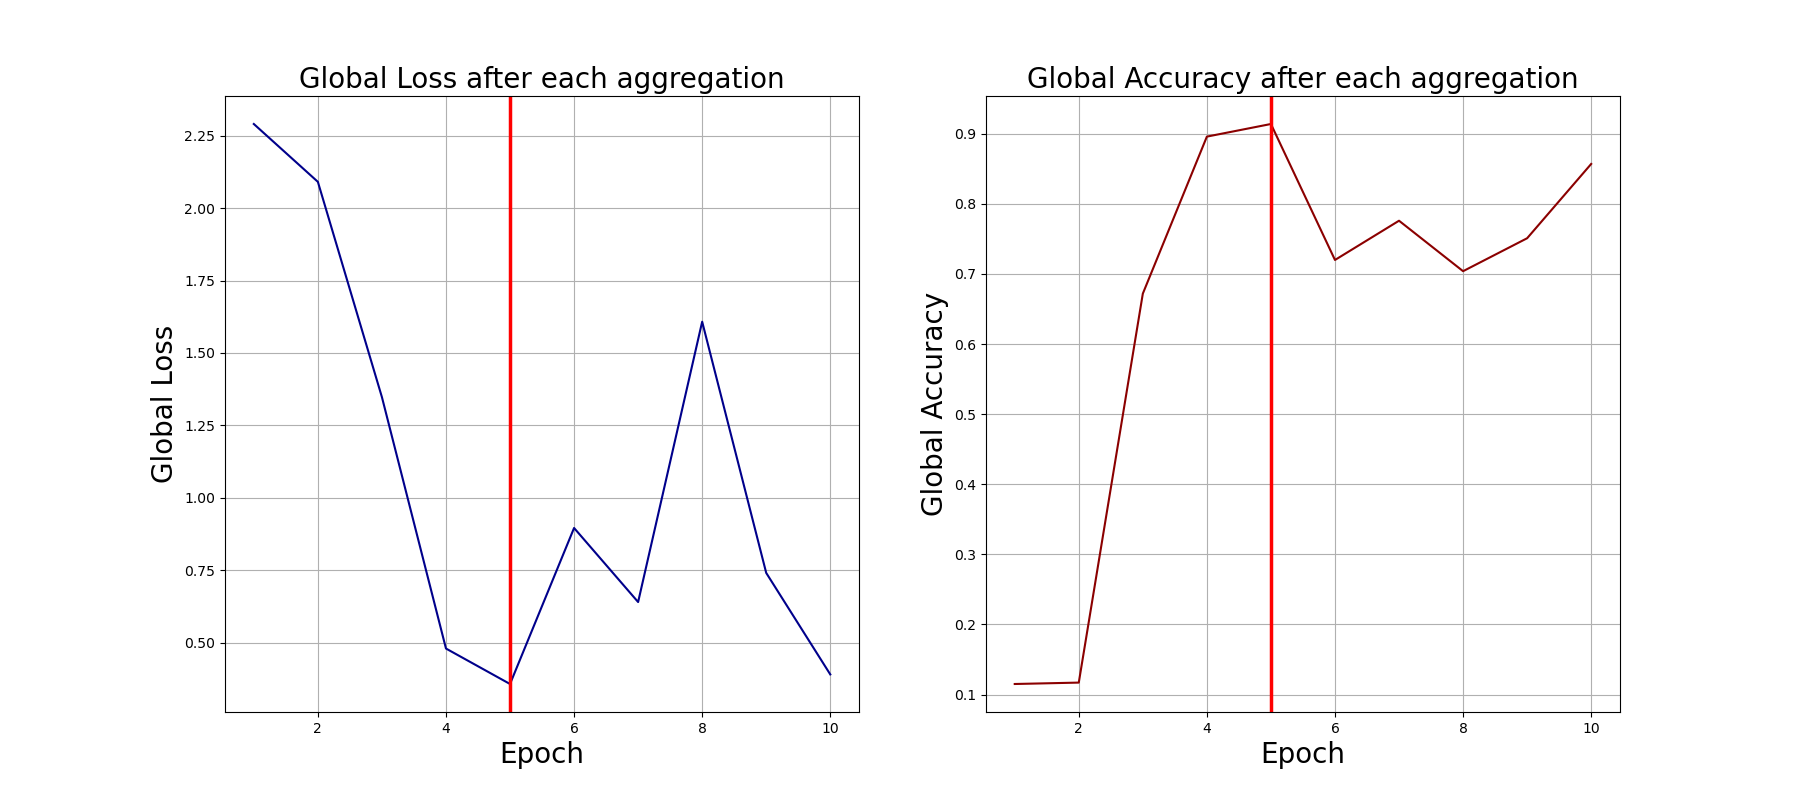 Global Loss after each aggregation
Global Loss
2.25
2.00
1.75
1.50
1.25
1.00
0.75
0.50
2 4 6 8 10
Epoch
Global Accuracy after each aggregation
Global Accuracy
0.9
0.8
0.7
0.6
0.5
0.4
0.3
0.2
0.1
2 4 6 8 10
Epoch